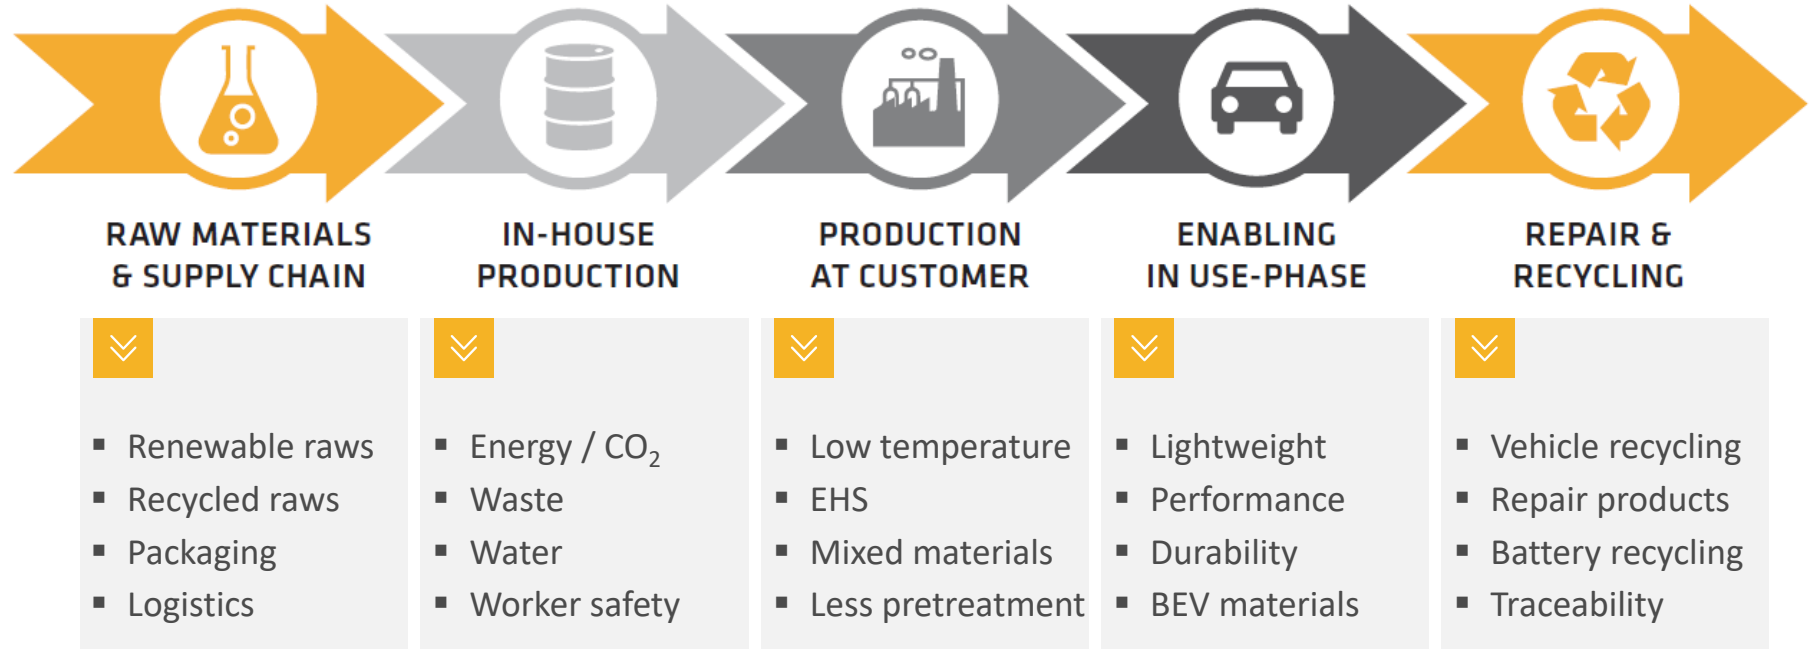 RAW MATERIALS
& SUPPLY CHAIN
IN-HOUSE
PRODUCTION
PRODUCTION
AT CUSTOMER
ENABLING
IN USE-PHASE
REPAIR &
RECYCLING
▪ Renewable raws
▪ Recycled raws
▪ Packaging
▪ Logistics
▪ Energy / CO₂
▪ Waste
▪ Water
▪ Worker safety
▪ Low temperature
▪ EHS
▪ Mixed materials
▪ Less pretreatment
▪ Lightweight
▪ Performance
▪ Durability
▪ BEV materials
▪ Vehicle recycling
▪ Repair products
▪ Battery recycling
▪ Traceability